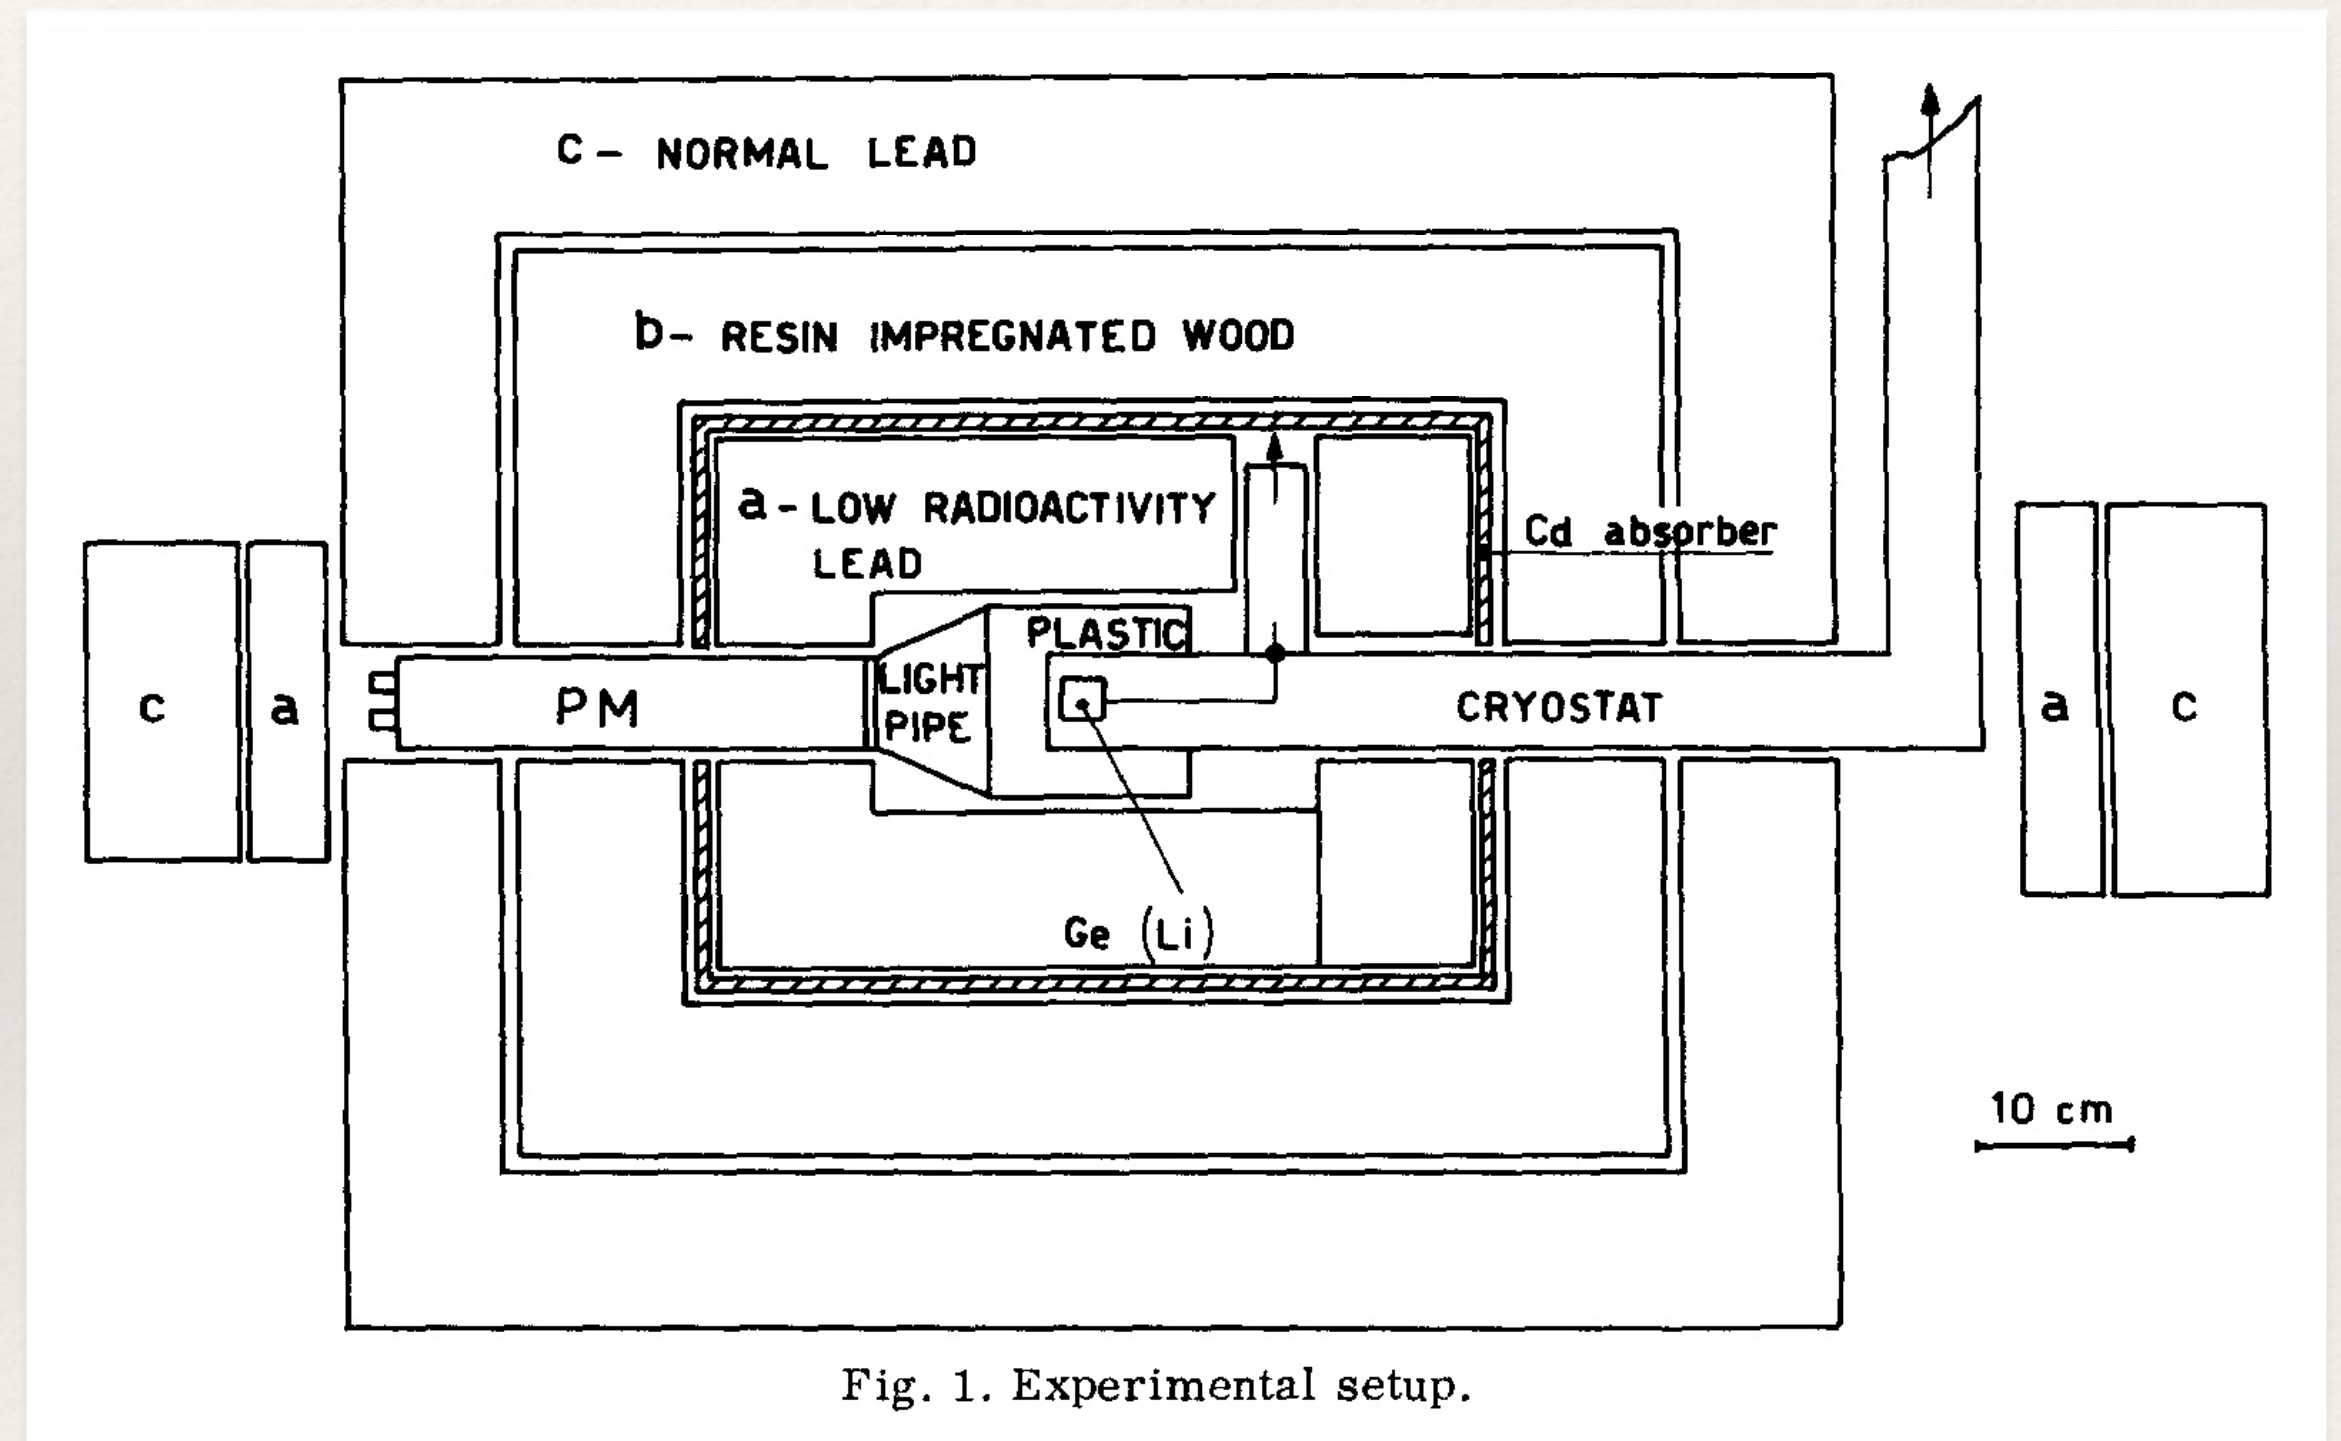 c - NORMAL LEAD
b - RESIN IMPREGNATED WOOD
a - LOW RADIOACTIVITY
LEAD
Cd absorber
PLASTIC
LIGHT
PIPE
c
a
PM
CRYOSTAT
a
c
Ge (Li)
10 cm
Fig. 1. Experimental setup.